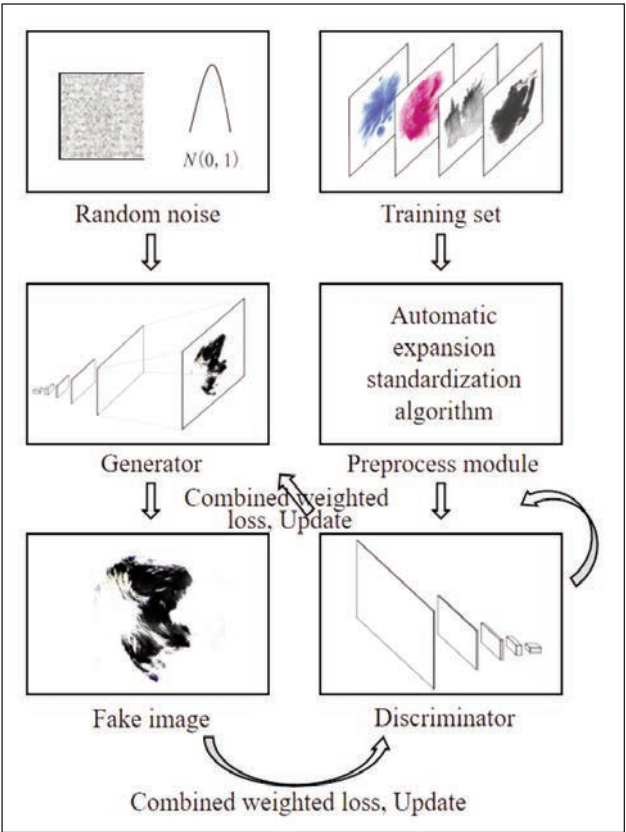 N(0, 1)
Random noise
Training set
Automatic
expansion
standardization
algorithm
Generator
Preprocess module
Combined weighted
loss, Update
Fake image
Discriminator
Combined weighted loss, Update